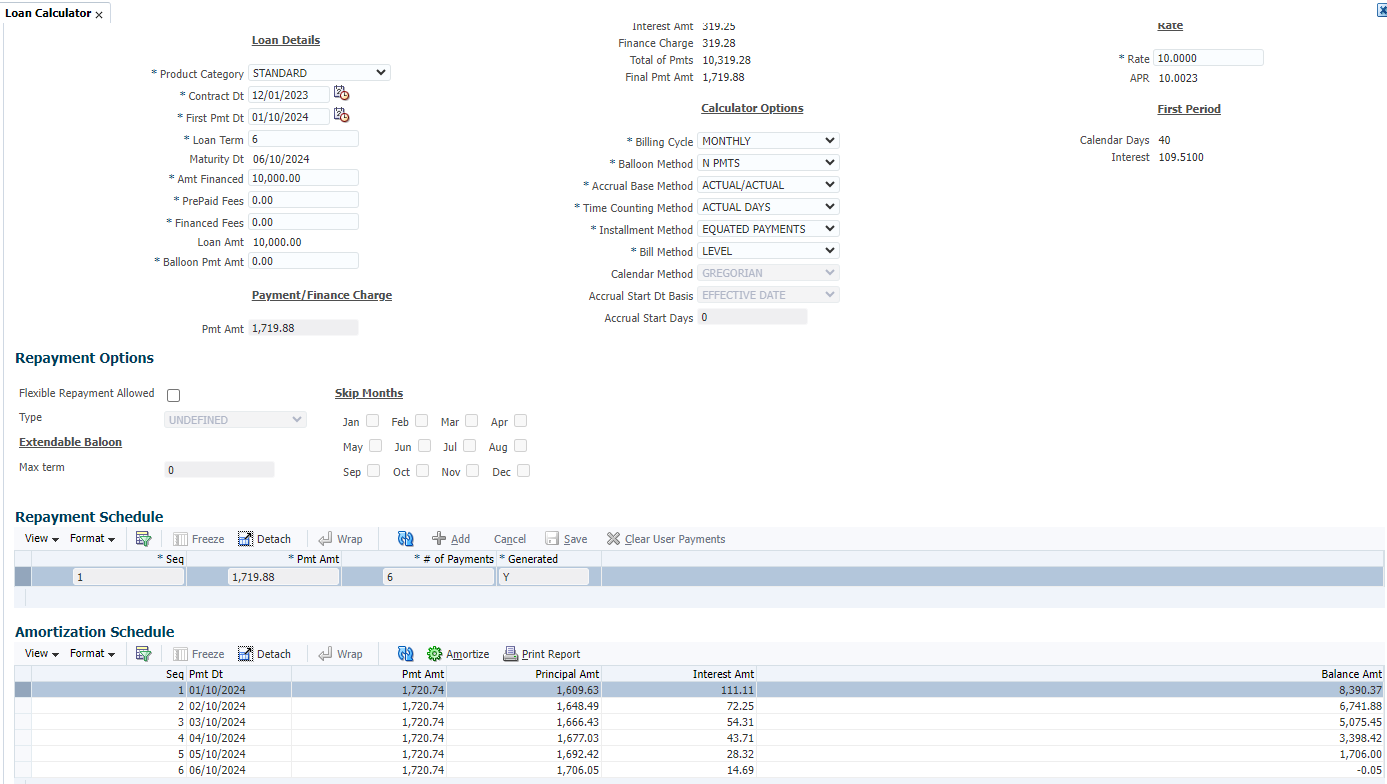 Loan Calculator
Loan Details
* Product Category STANDARD
* Contract Dt 12/01/2023
* First Pmt Dt 01/10/2024
* Loan Term 6
Maturity Dt 06/10/2024
* Amt Financed 10,000.00
* PrePaid Fees 0.00
* Financed Fees 0.00
Loan Amt 10,000.00
* Balloon Pmt Amt 0.00
Payment/Finance Charge
Pmt Amt 1,719.88
Interest Amt 319.25
Finance Charge 319.28
Total of Pmts 10,319.28
Final Pmt Amt 1,719.88
Calculator Options
* Billing Cycle MONTHLY
* Balloon Method N PMTS
* Accrual Base Method ACTUAL/ACTUAL
* Time Counting Method ACTUAL DAYS
* Installment Method EQUATED PAYMENTS
* Bill Method LEVEL
Calendar Method GREGORIAN
Accrual Start Dt Basis EFFECTIVE DATE
Accrual Start Days 0
Rate
* Rate 10.0000
APR 10.0023
First Period
Calendar Days 40
Interest 109.5100
Repayment Options
Flexible Repayment Allowed
Type UNDEFINED
Extendable Baloon
Max term 0
Skip Months
Jan Feb Mar Apr
May Jun Jul Aug
Sep Oct Nov Dec
Repayment Schedule
View Format Freeze Detach Wrap Add Cancel Save Clear User Payments
* Seq * Pmt Amt * # of Payments * Generated
1 1,719.88 6 Y
Amortization Schedule
View Format Freeze Detach Wrap Amortize Print Report
Seq Pmt Dt Pmt Amt Principal Amt Interest Amt Balance Amt
1 01/10/2024 1,720.74 1,609.63 111.11 8,390.37
2 02/10/2024 1,720.74 1,648.49 72.25 6,741.88
3 03/10/2024 1,720.74 1,666.43 54.31 5,075.45
4 04/10/2024 1,720.74 1,677.03 43.71 3,398.42
5 05/10/2024 1,720.74 1,692.42 28.32 1,706.00
6 06/10/2024 1,720.74 1,706.05 14.69 -0.05